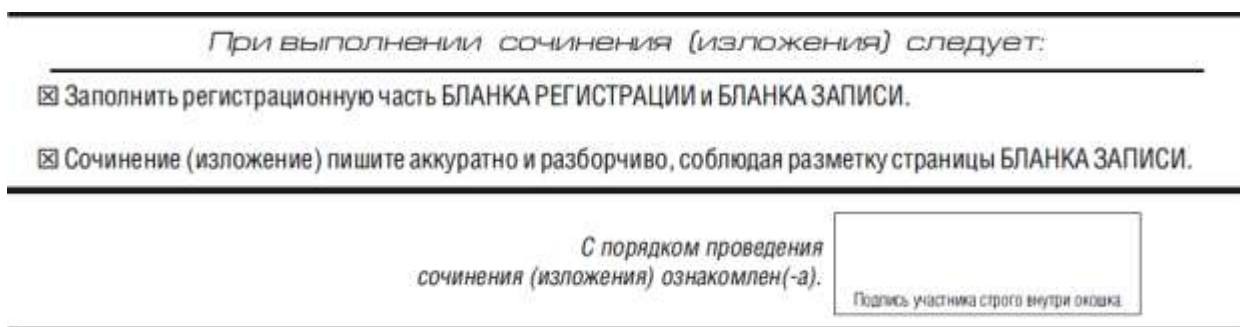 При выполнении сочинения (изложения) следует:
☒ Заполнить регистрационную часть БЛАНКА РЕГИСТРАЦИИ и БЛАНКА ЗАПИСИ.
☒ Сочинение (изложение) пишите аккуратно и разборчиво, соблюдая разметку страницы БЛАНКА ЗАПИСИ.
С порядком проведения
сочинения (изложения) ознакомлен(-а).
Подпись участника строго внутри окошка.